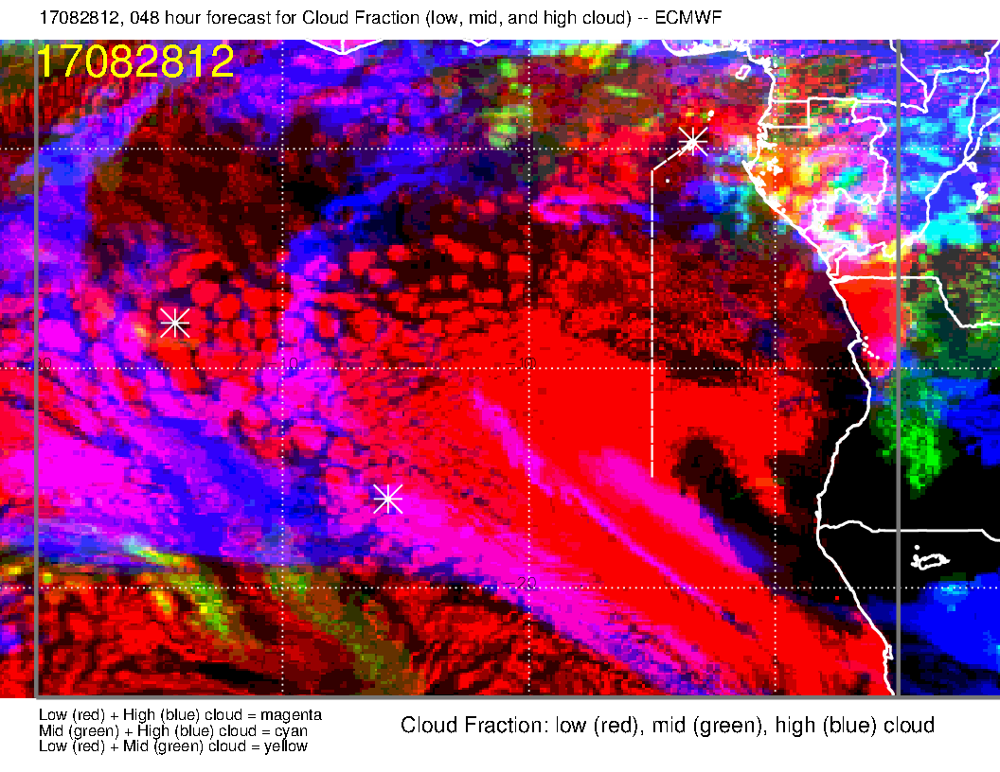 17082812, 048 hour forecast for Cloud Fraction (low, mid, and high cloud) -- ECMWF
17082812
Low (red) + High (blue) cloud = magenta
Mid (green) + High (blue) cloud = cyan
Low (red) + Mid (green) cloud = yellow
Cloud Fraction: low (red), mid (green), high (blue) cloud